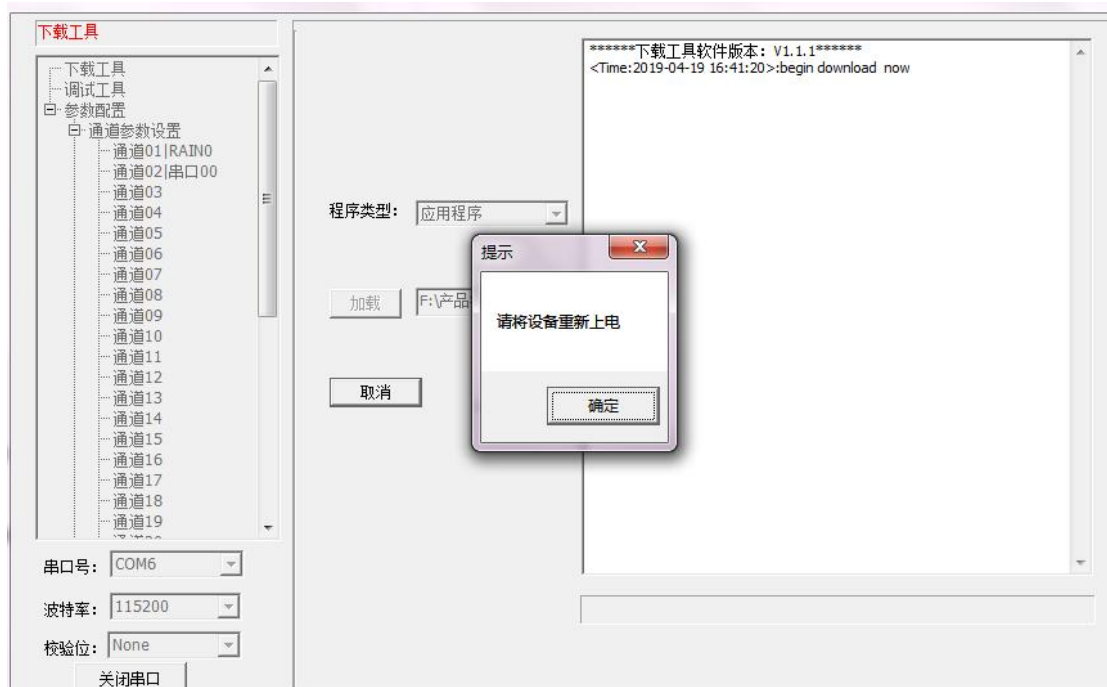 下载工具
下载工具
调试工具
参数配置
通道参数设置
通道01|RAIN0
通道02|串口00
通道03
通道04
通道05
通道06
通道07
通道08
通道09
通道10
通道11
通道12
通道13
通道14
通道15
通道16
通道17
通道18
通道19
串口号：
COM6
波特率：
115200
校验位：
None
关闭串口
程序类型：
应用程序
加载
F:\产品
取消
******下载工具软件版本：V1.1.1******
<Time:2019-04-19 16:41:20>:begin download now
提示
请将设备重新上电
确定